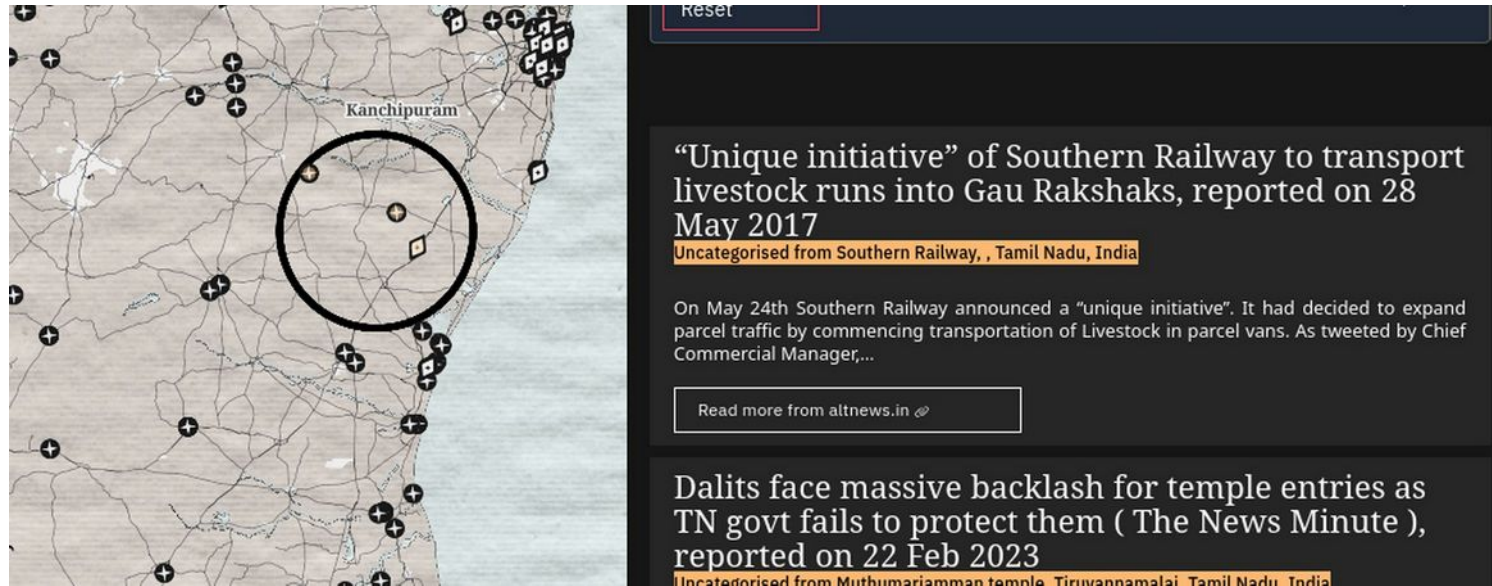 Reset
Kānchipuram
“Unique initiative” of Southern Railway to transport
livestock runs into Gau Rakshaks, reported on 28
May 2017
Uncategorised from Southern Railway, , Tamil Nadu, India
On May 24th Southern Railway announced a “unique initiative”. It had decided to expand
parcel traffic by commencing transportation of Livestock in parcel vans. As tweeted by Chief
Commercial Manager,...
Read more from altnews.in
Dalits face massive backlash for temple entries as
TN govt fails to protect them ( The News Minute ),
reported on 22 Feb 2023
Uncategorised from Muthumariamman temple, Tiruvannamalai, Tamil Nadu, India